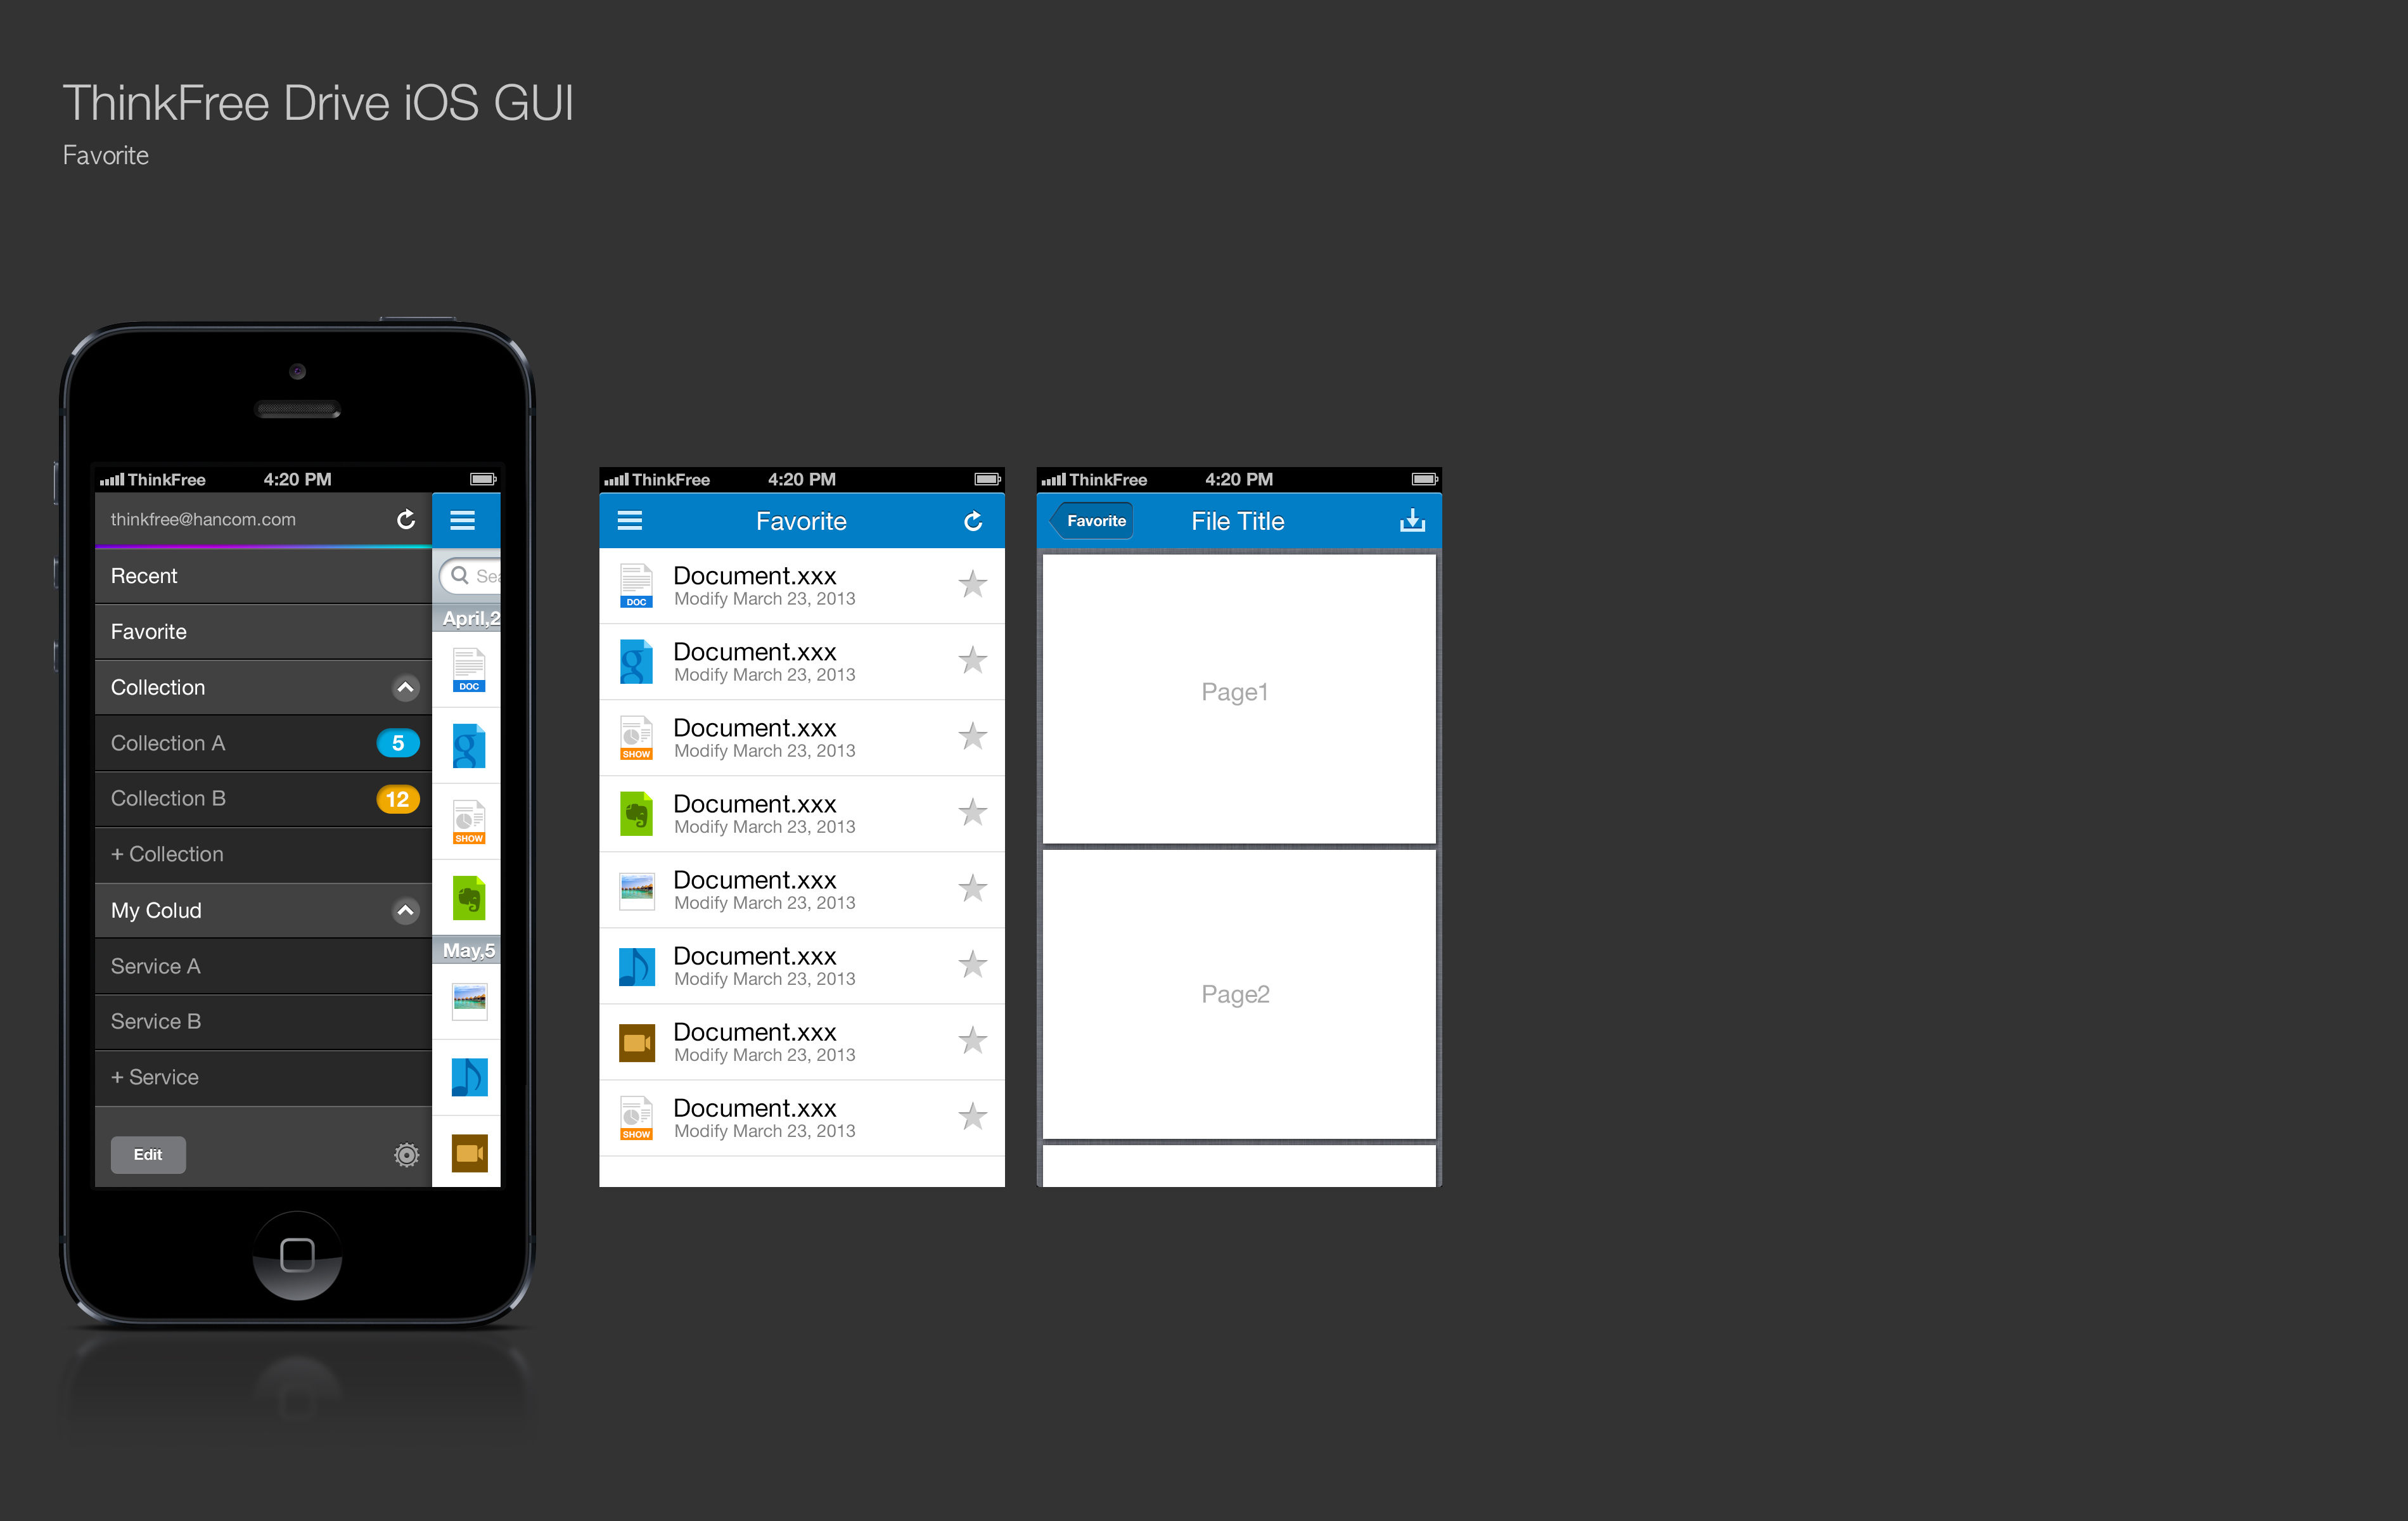 ThinkFree Drive iOS GUI
Favorite
ThinkFree 4:20 PM
thinkfree@hancom.com
Recent
Favorite
Collection
Collection A 5
Collection B 12
+ Collection
My Colud
Service A
Service B
+ Service
Edit
Sea
April,2
DOC
g
SHOW
May,5
ThinkFree 4:20 PM
Favorite
DOC
Document.xxx
Modify March 23, 2013
g
Document.xxx
Modify March 23, 2013
SHOW
Document.xxx
Modify March 23, 2013
Document.xxx
Modify March 23, 2013
Document.xxx
Modify March 23, 2013
Document.xxx
Modify March 23, 2013
Document.xxx
Modify March 23, 2013
SHOW
Document.xxx
Modify March 23, 2013
ThinkFree 4:20 PM
Favorite File Title
Page1
Page2